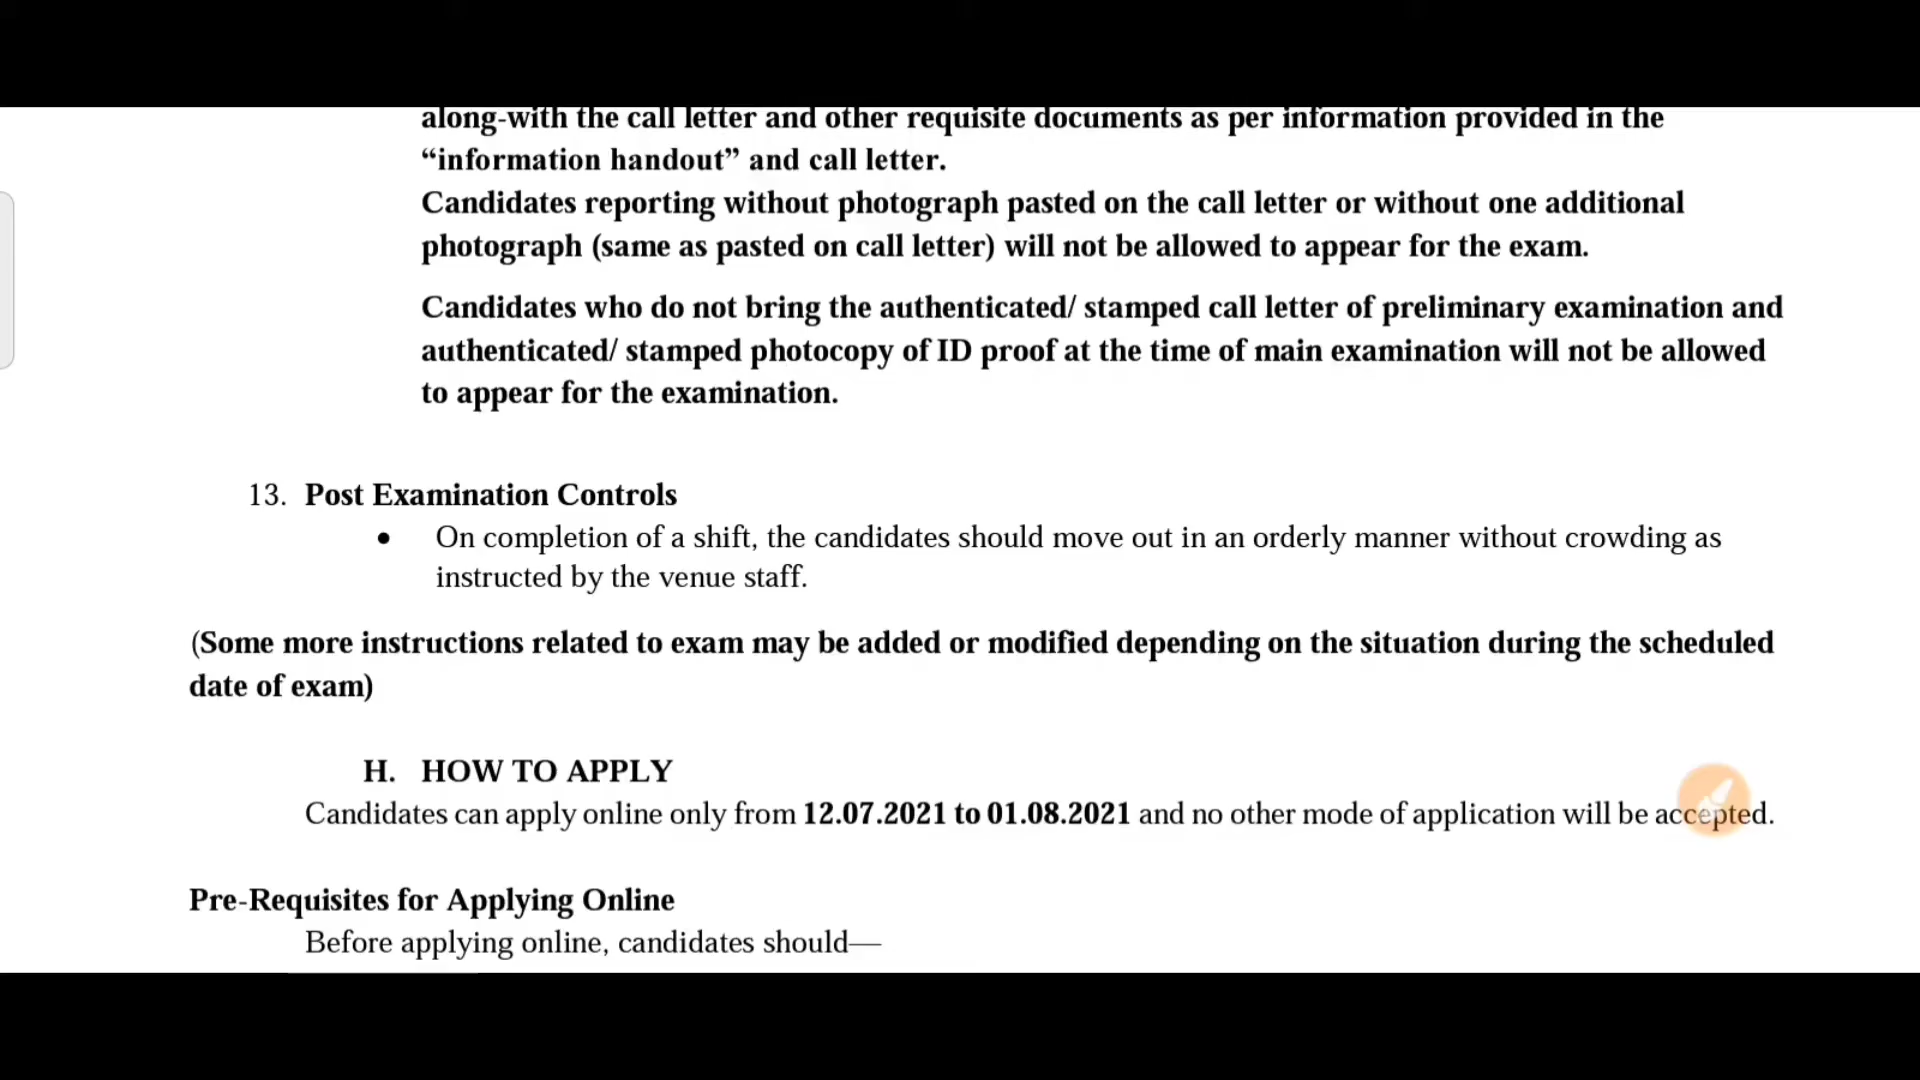 along-with the call letter and other requisite documents as per information provided in the
“information handout” and call letter.
Candidates reporting without photograph pasted on the call letter or without one additional
photograph (same as pasted on call letter) will not be allowed to appear for the exam.
Candidates who do not bring the authenticated/ stamped call letter of preliminary examination and
authenticated/ stamped photocopy of ID proof at the time of main examination will not be allowed
to appear for the examination.
13. Post Examination Controls
• On completion of a shift, the candidates should move out in an orderly manner without crowding as
instructed by the venue staff.
(Some more instructions related to exam may be added or modified depending on the situation during the scheduled
date of exam)
H. HOW TO APPLY
Candidates can apply online only from 12.07.2021 to 01.08.2021 and no other mode of application will be accepted.
Pre-Requisites for Applying Online
Before applying online, candidates should—